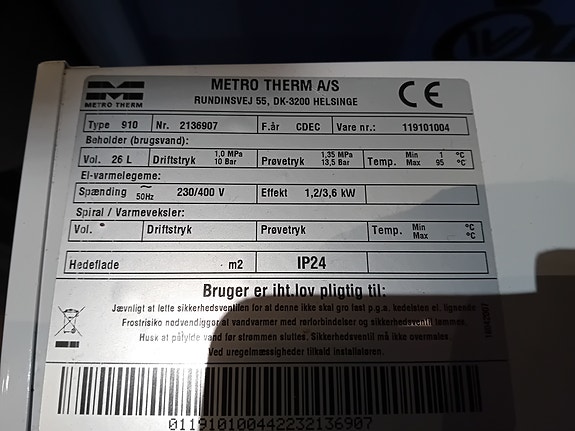 METRO THERM
METRO THERM A/S
RUNDINSVEJ 55, DK-3200 HELSINGE
CE
Type 910 Nr. 2136907 F.år CDEC Vare nr.: 119101004
Beholder (brugsvand):
Vol. 26 L Driftstryk 1,0 MPa 10 Bar Prøvetryk 1,35 MPa 13,5 Bar Temp. Min 1 °C Max 95 °C
El-varmelegeme:
Spænding ~ 50Hz 230/400 V Effekt 1,2/3,6 kW
Spiral / Varmeveksler:
Vol. Driftstryk Prøvetryk Temp. Min °C Max °C
Hedeflade m2 IP24
Bruger er iht.lov pligtig til:
Jævnligt at lette sikkerhedsventilen for at denne ikke skal gro fast p.g.a. kedelsten el. lignende
Frostrisiko nødvendiggør at vandvarmer med rørforbindelser og sikkerhedsventil tømmes.
Husk at påfylde vand før strømmen sluttes. Sikkerhedsventil må ikke overmales.
Ved uregelmæssigheder tilkald installatøren.
011910100442232136907